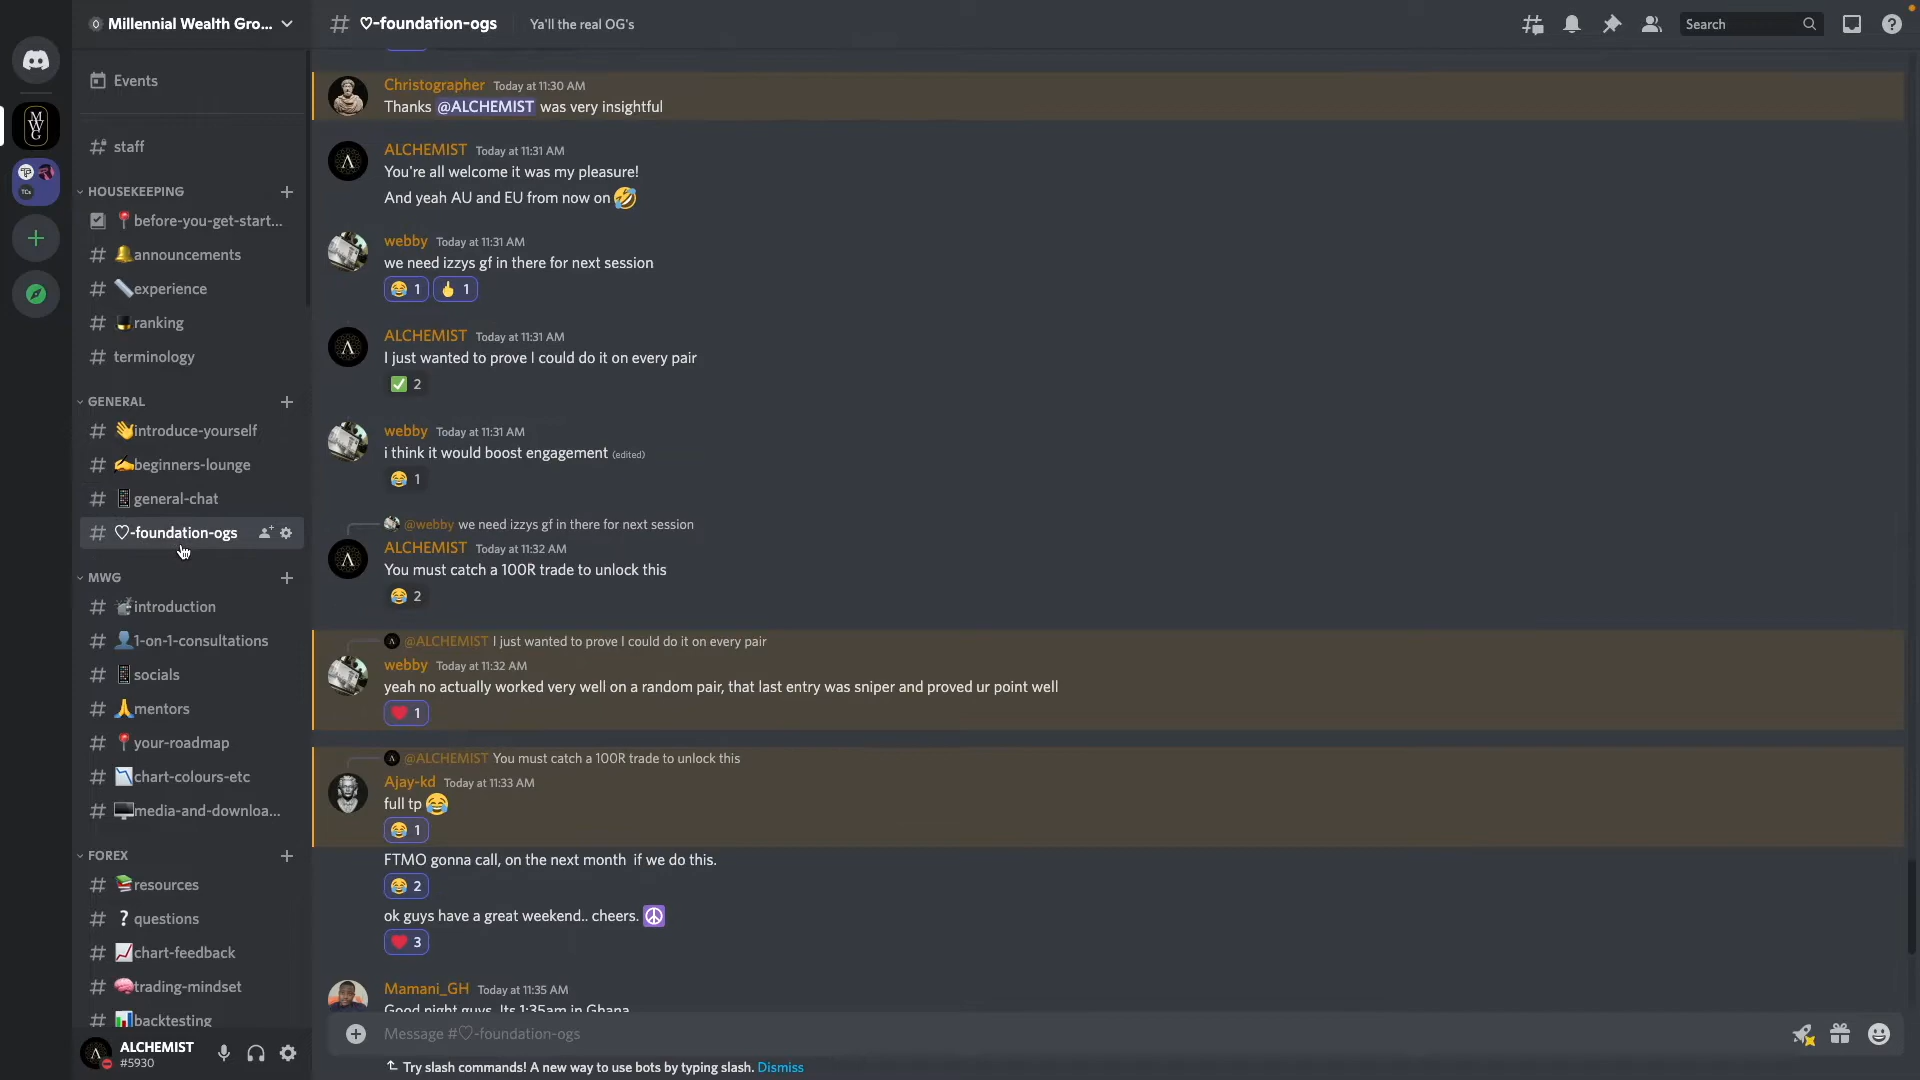 Millennial Wealth Gro...
Events
staff
HOUSEKEEPING
📍before-you-get-start...
🔔announcements
experience
ranking
terminology
GENERAL
👋introduce-yourself
✍beginners-lounge
📱general-chat
♡-foundation-ogs
MWG
introduction
👤1-on-1-consultations
📱socials
🙏mentors
📍your-roadmap
📉chart-colours-etc
🖥media-and-downloa...
FOREX
📚resources
❓questions
📈chart-feedback
🧠trading-mindset
📊backtesting
ALCHEMIST
#5930
# ♡-foundation-ogs
Ya'll the real OG's
Search
Christographer Today at 11:30 AM
Thanks @ALCHEMIST was very insightful
ALCHEMIST Today at 11:31 AM
You're all welcome it was my pleasure!
And yeah AU and EU from now on 🤣
webby Today at 11:31 AM
we need izzys gf in there for next session
😂 1 👍 1
ALCHEMIST Today at 11:31 AM
I just wanted to prove I could do it on every pair
✅ 2
webby Today at 11:31 AM
i think it would boost engagement (edited)
😂 1
@webby we need izzys gf in there for next session
ALCHEMIST Today at 11:32 AM
You must catch a 100R trade to unlock this
😂 2
@ALCHEMIST I just wanted to prove I could do it on every pair
webby Today at 11:32 AM
yeah no actually worked very well on a random pair, that last entry was sniper and proved ur point well
❤️ 1
@ALCHEMIST You must catch a 100R trade to unlock this
Ajay-kd Today at 11:33 AM
full tp 😂
😂 1
FTMO gonna call, on the next month if we do this.
😂 2
ok guys have a great weekend.. cheers. ☮
❤️ 3
Mamani_GH Today at 11:35 AM
Good night guys. Its 1:35am in Ghana
Message #♡-foundation-ogs
Try slash commands! A new way to use bots by typing slash. Dismiss